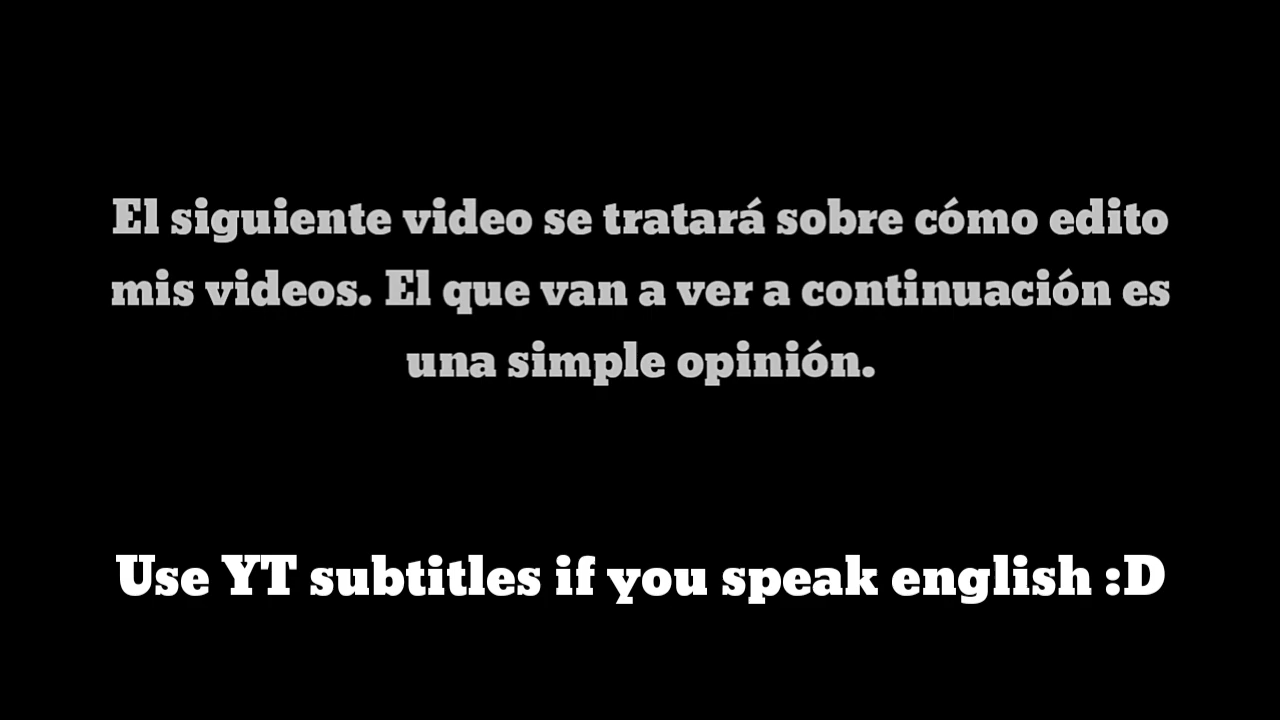 El siguiente video se tratará sobre cómo edito
mis videos. El que van a ver a continuación es
una simple opinión.
Use YT subtitles if you speak english :D